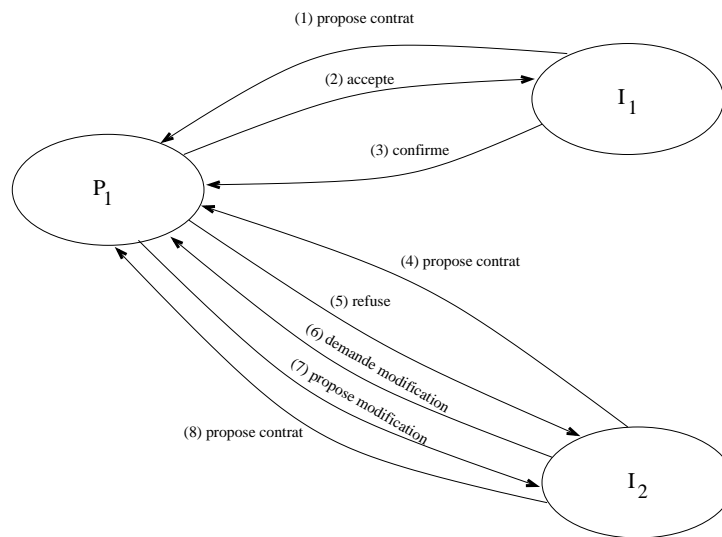 (1) propose contrat
(2) accepte
I1
(3) confirme
P1
(4) propose contrat
(5) refuse
(6) demande modification
(7) propose modification
(8) propose contrat
I2